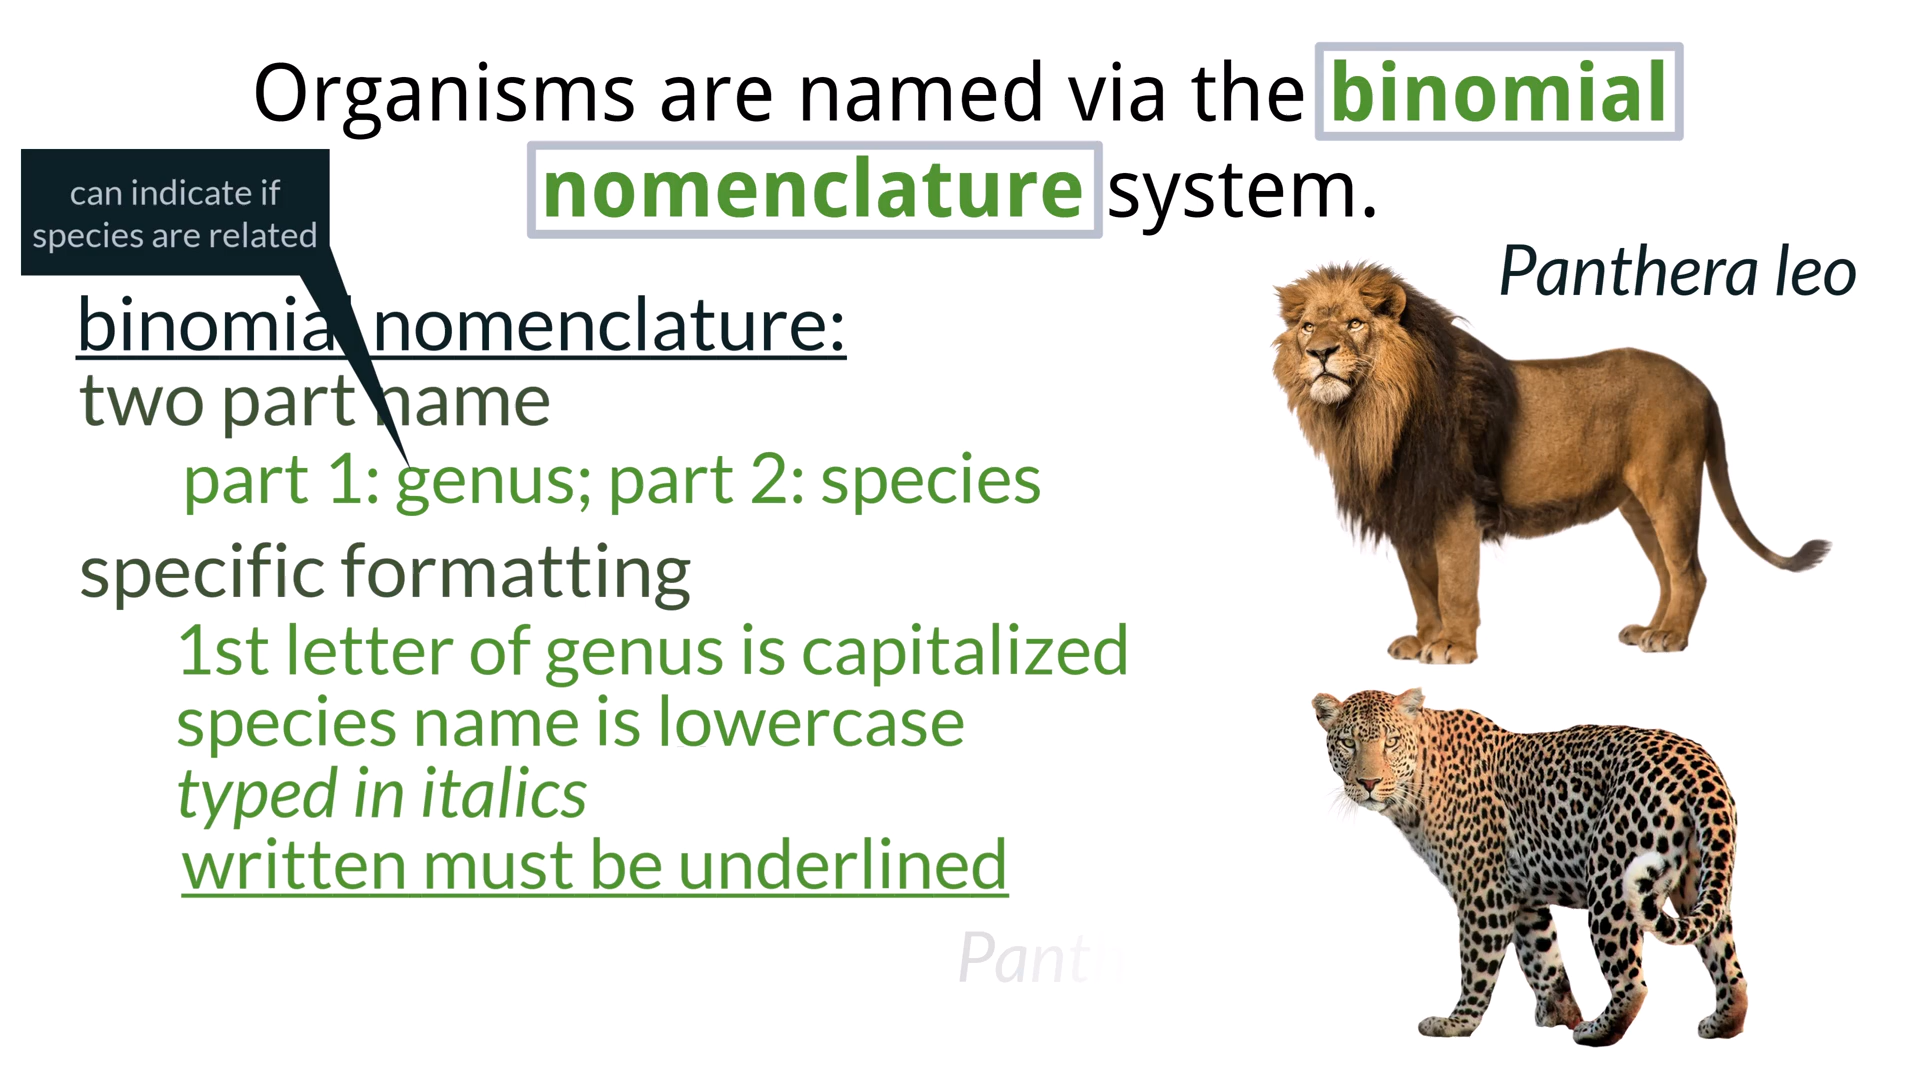 Organisms are named via the binomial
nomenclature system.
can indicate if
species are related
Panthera leo
binomial nomenclature:
two part name
part 1: genus; part 2: species
specific formatting
1st letter of genus is capitalized
species name is lowercase
typed in italics
written must be underlined